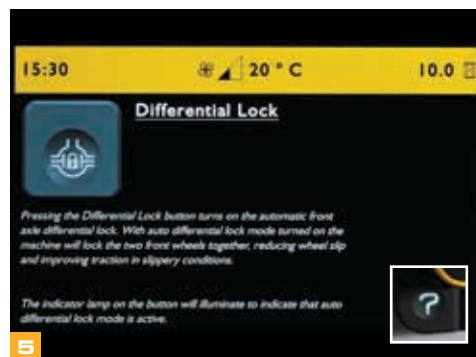 15:30 20 ° C 10.0
Differential Lock
Pressing the Differential Lock button turns on the automatic front
axle differential lock. With auto differential lock mode turned on the
machine will lock the two front wheels together, reducing wheel slip
and improving traction in slippery conditions.
The indicator lamp on the button will illuminate to indicate that auto
differential lock mode is active.
?
5